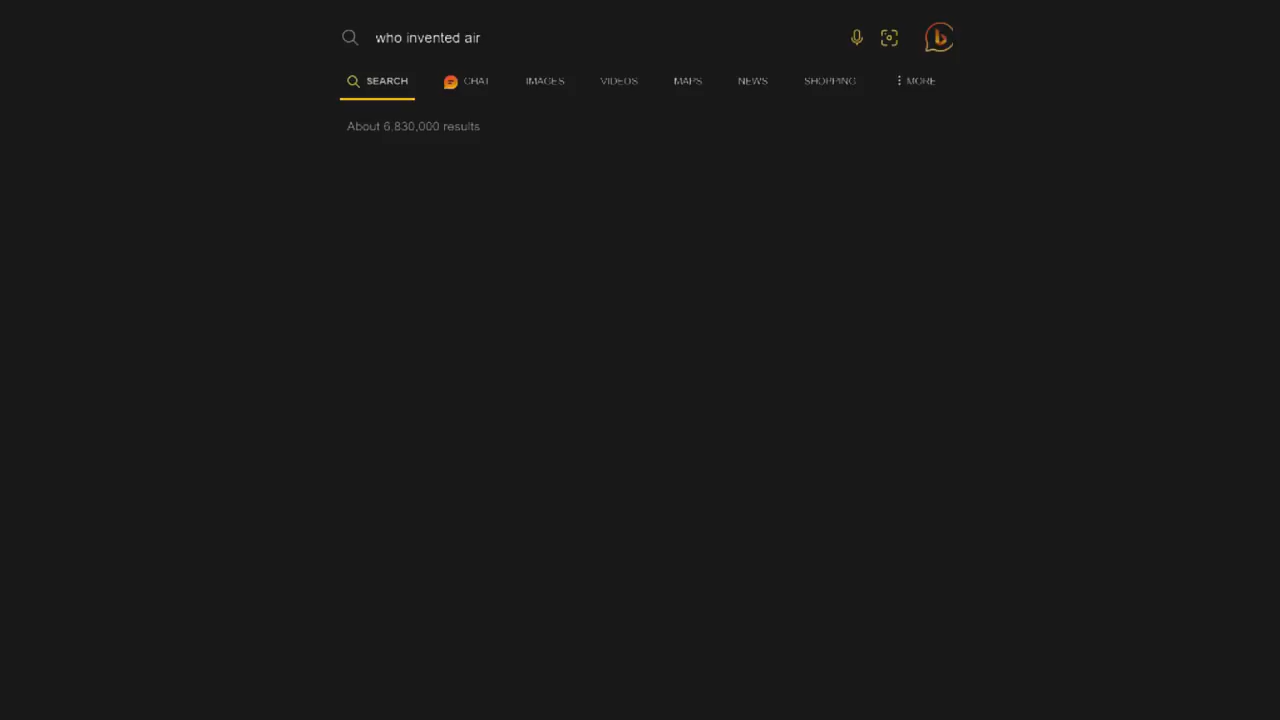 who invented air
SEARCH CHAT IMAGES VIDEOS MAPS NEWS SHOPPING MORE
About 6,830,000 results